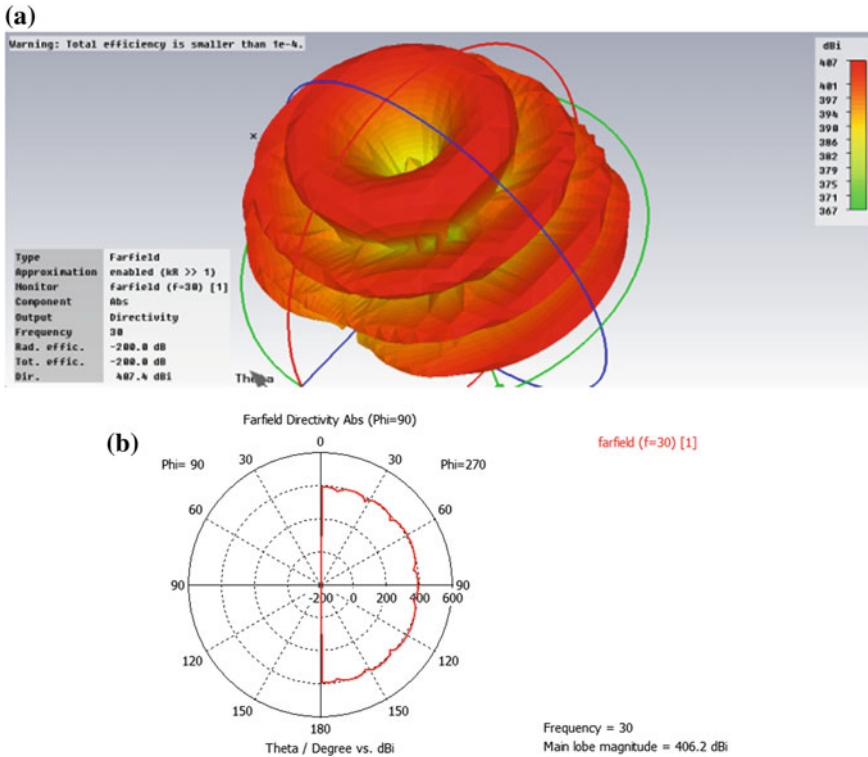 (a)
Warning: Total efficiency is smaller than 1e-4.
dBi
407
401
397
394
390
386
382
379
375
371
367
x
Type Farfield
Approximation enabled (kR >> 1)
Monitor farfield (f=30) [1]
Component Abs
Output Directivity
Frequency 30
Rad. effic. -200.0 dB
Tot. effic. -200.0 dB
Dir. 407.4 dBi
Theta
Farfield Directivity Abs (Phi=90)
(b)
farfield (f=30) [1]
0
Phi= 90 30 30 Phi=270
60 60
90 -200 0 200 400 600 90
120 120
150 150
180
Theta / Degree vs. dBi
Frequency = 30
Main lobe magnitude = 406.2 dBi